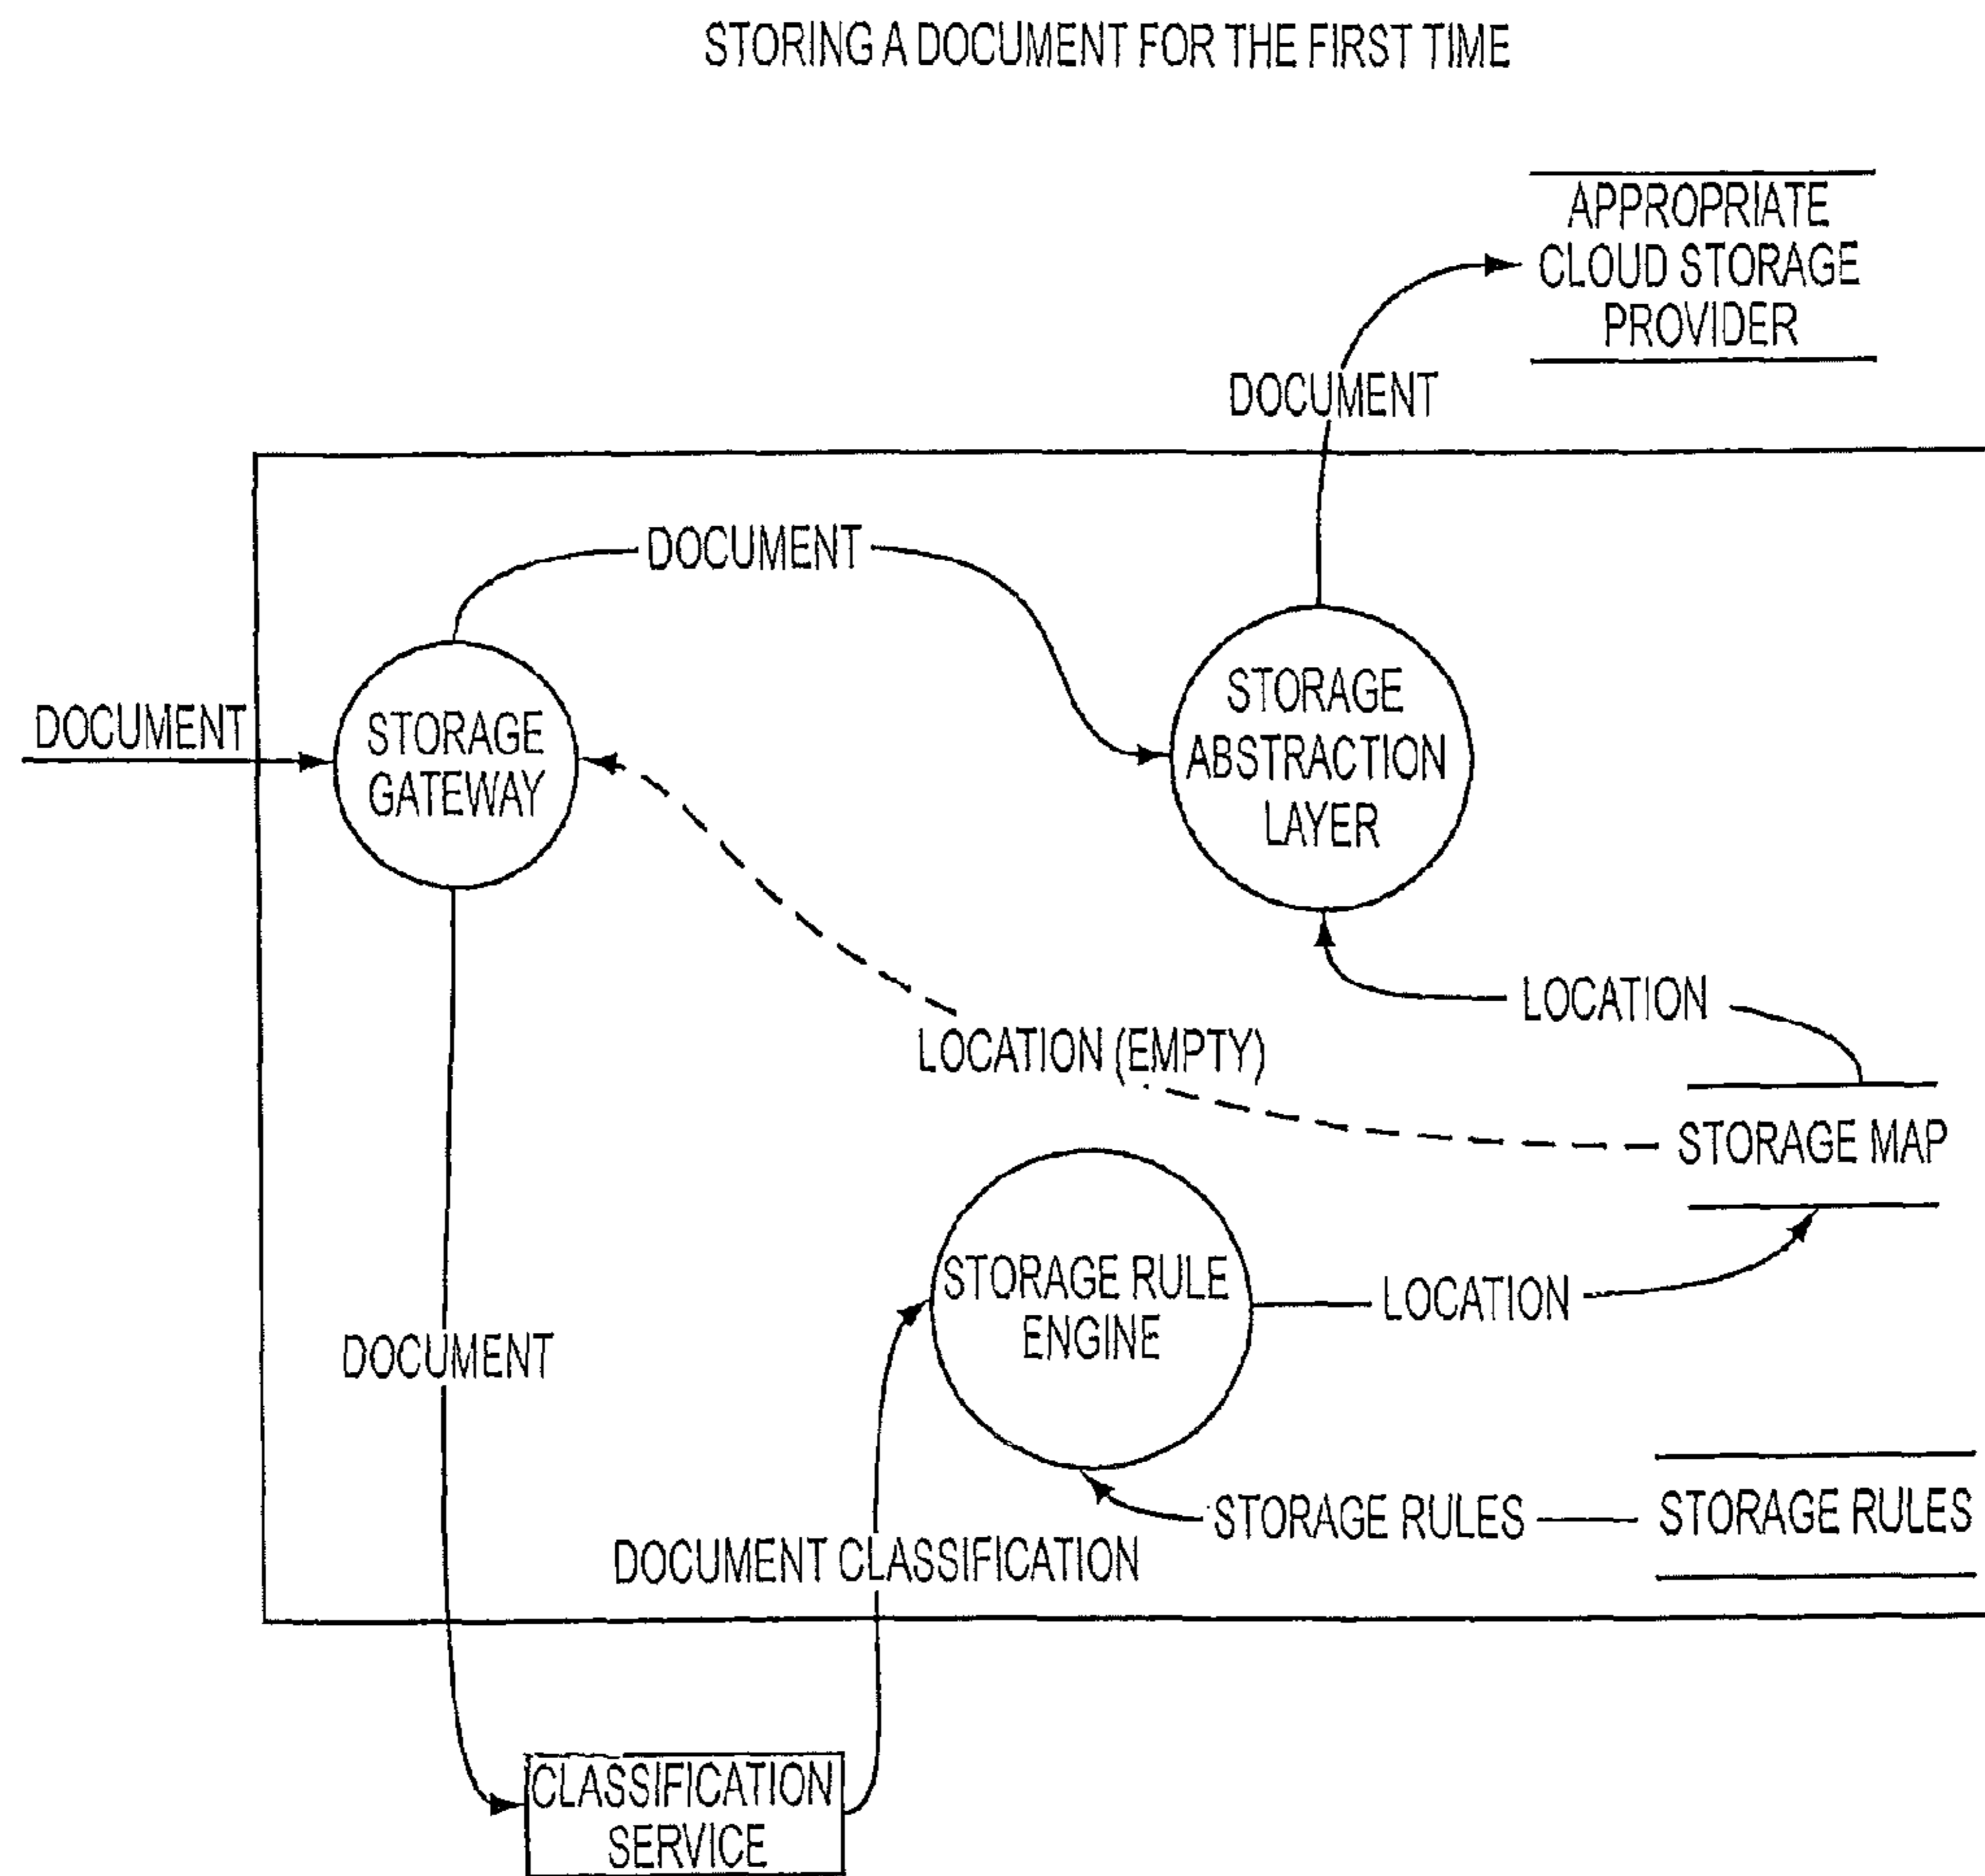 STORING A DOCUMENT FOR THE FIRST TIME
APPROPRIATE
CLOUD STORAGE
PROVIDER
DOCUMENT
DOCUMENT
DOCUMENT
STORAGE
GATEWAY
STORAGE
ABSTRACTION
LAYER
LOCATION
LOCATION (EMPTY)
STORAGE MAP
STORAGE RULE
ENGINE
LOCATION
DOCUMENT
STORAGE RULES
STORAGE RULES
DOCUMENT CLASSIFICATION
CLASSIFICATION
SERVICE